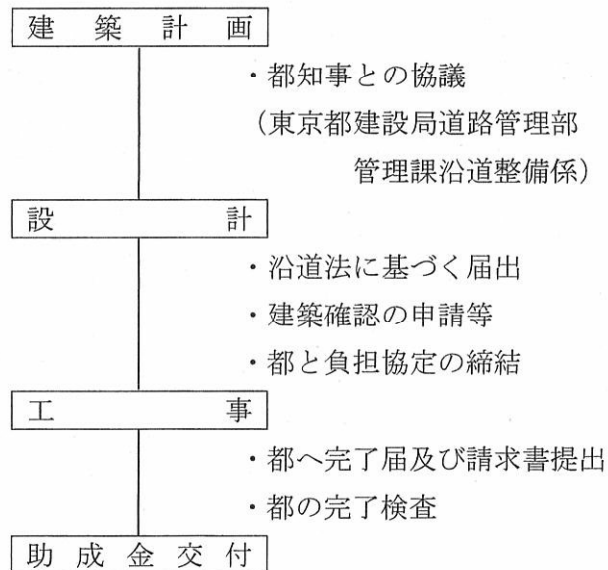 建築計画
・都知事との協議
（東京都建設局道路管理部
管理課沿道整備係）
設計
・沿道法に基づく届出
・建築確認の申請等
・都と負担協定の締結
工事
・都へ完了届及び請求書提出
・都の完了検査
助成金交付